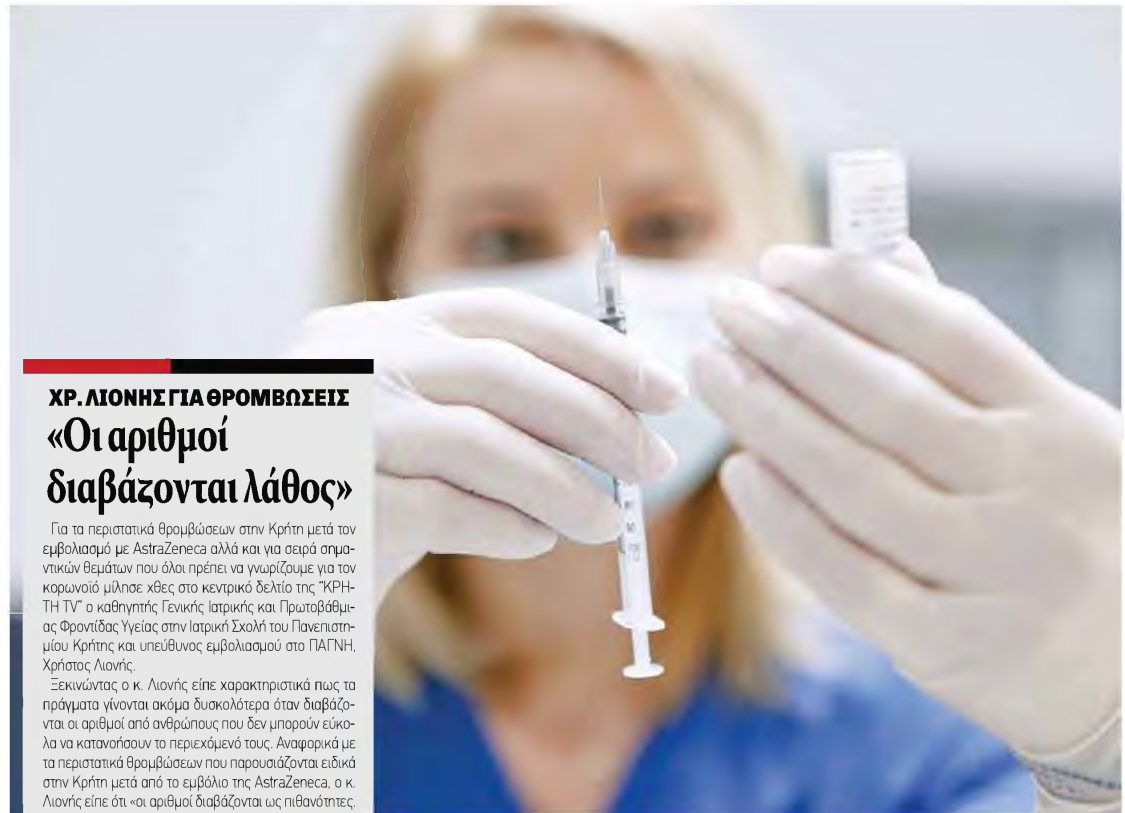 ΧΡ. ΛΙΟΝΗΣ ΓΙΑ ΘΡΟΜΒΩΣΕΙΣ
«Οι αριθμοί
διαβάζονται λάθος»
Για τα περιστατικά θρομβώσεων στην Κρήτη μετά τον
εμβολιασμό με AstraZeneca αλλά και για σειρά σημα-
ντικών θεμάτων που όλοι πρέπει να γνωρίζουμε για τον
κορωνοϊό μίλησε χθες στο κεντρικό δελτίο της "ΚΡΗ-
ΤΗ TV" ο καθηγητής Γενικής Ιατρικής και Πρωτοβάθμι-
ας Φροντίδας Υγείας στην Ιατρική Σχολή του Πανεπιστη-
μίου Κρήτης και υπεύθυνος εμβολιασμού στο ΠΑΓΝΗ,
Χρήστος Λιονής.
Ξεκινώντας ο κ. Λιονής είπε χαρακτηριστικά πως τα
πράγματα γίνονται ακόμα δυσκολότερα όταν διαβάζο-
νται οι αριθμοί από ανθρώπους που δεν μπορούν εύκο-
λα να κατανοήσουν το περιεχόμενό τους. Αναφορικά με
τα περιστατικά θρομβώσεων που παρουσιάζονται ειδικά
στην Κρήτη μετά από το εμβόλιο της AstraZeneca, ο κ.
Λιονής είπε ότι «οι αριθμοί διαβάζονται ως πιθανότητες.